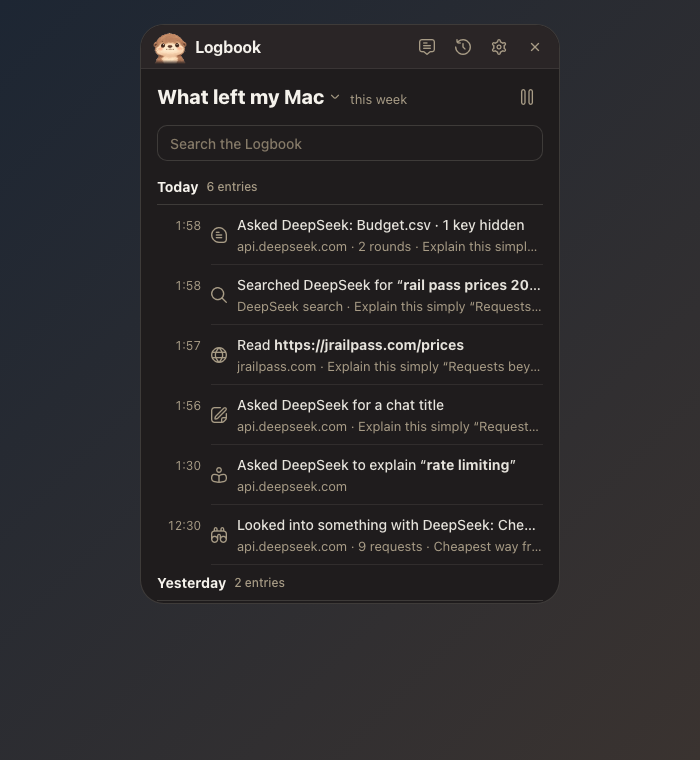 Logbook
What left my Mac this week
Search the Logbook
Today 6 entries
1:58 Asked DeepSeek: Budget.csv · 1 key hidden
api.deepseek.com · 2 rounds · Explain this simpl…
1:58 Searched DeepSeek for “rail pass prices 20…
DeepSeek search · Explain this simply “Requests…
1:57 Read https://jrailpass.com/prices
jrailpass.com · Explain this simply “Requests bey…
1:56 Asked DeepSeek for a chat title
api.deepseek.com · Explain this simply “Request…
1:30 Asked DeepSeek to explain “rate limiting”
api.deepseek.com
12:30 Looked into something with DeepSeek: Che…
api.deepseek.com · 9 requests · Cheapest way fr…
Yesterday 2 entries